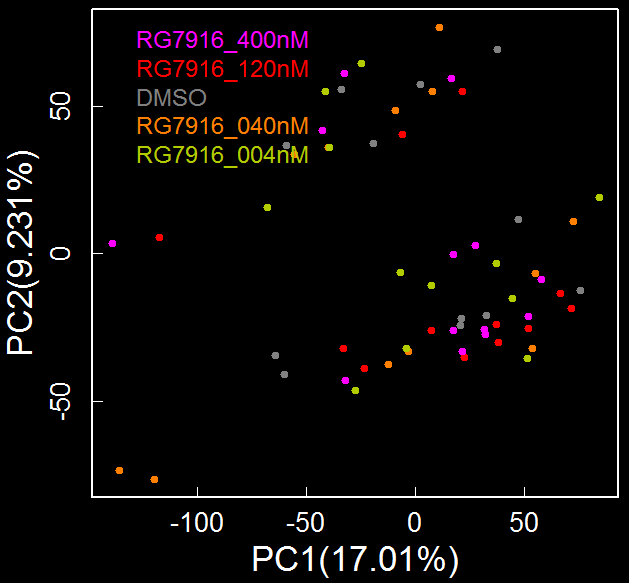 RG7916_400nM
RG7916_120nM
DMSO
RG7916_040nM
RG7916_004nM
50
0
-50
PC2(9.231%)
-100
-50
0
50
PC1(17.01%)